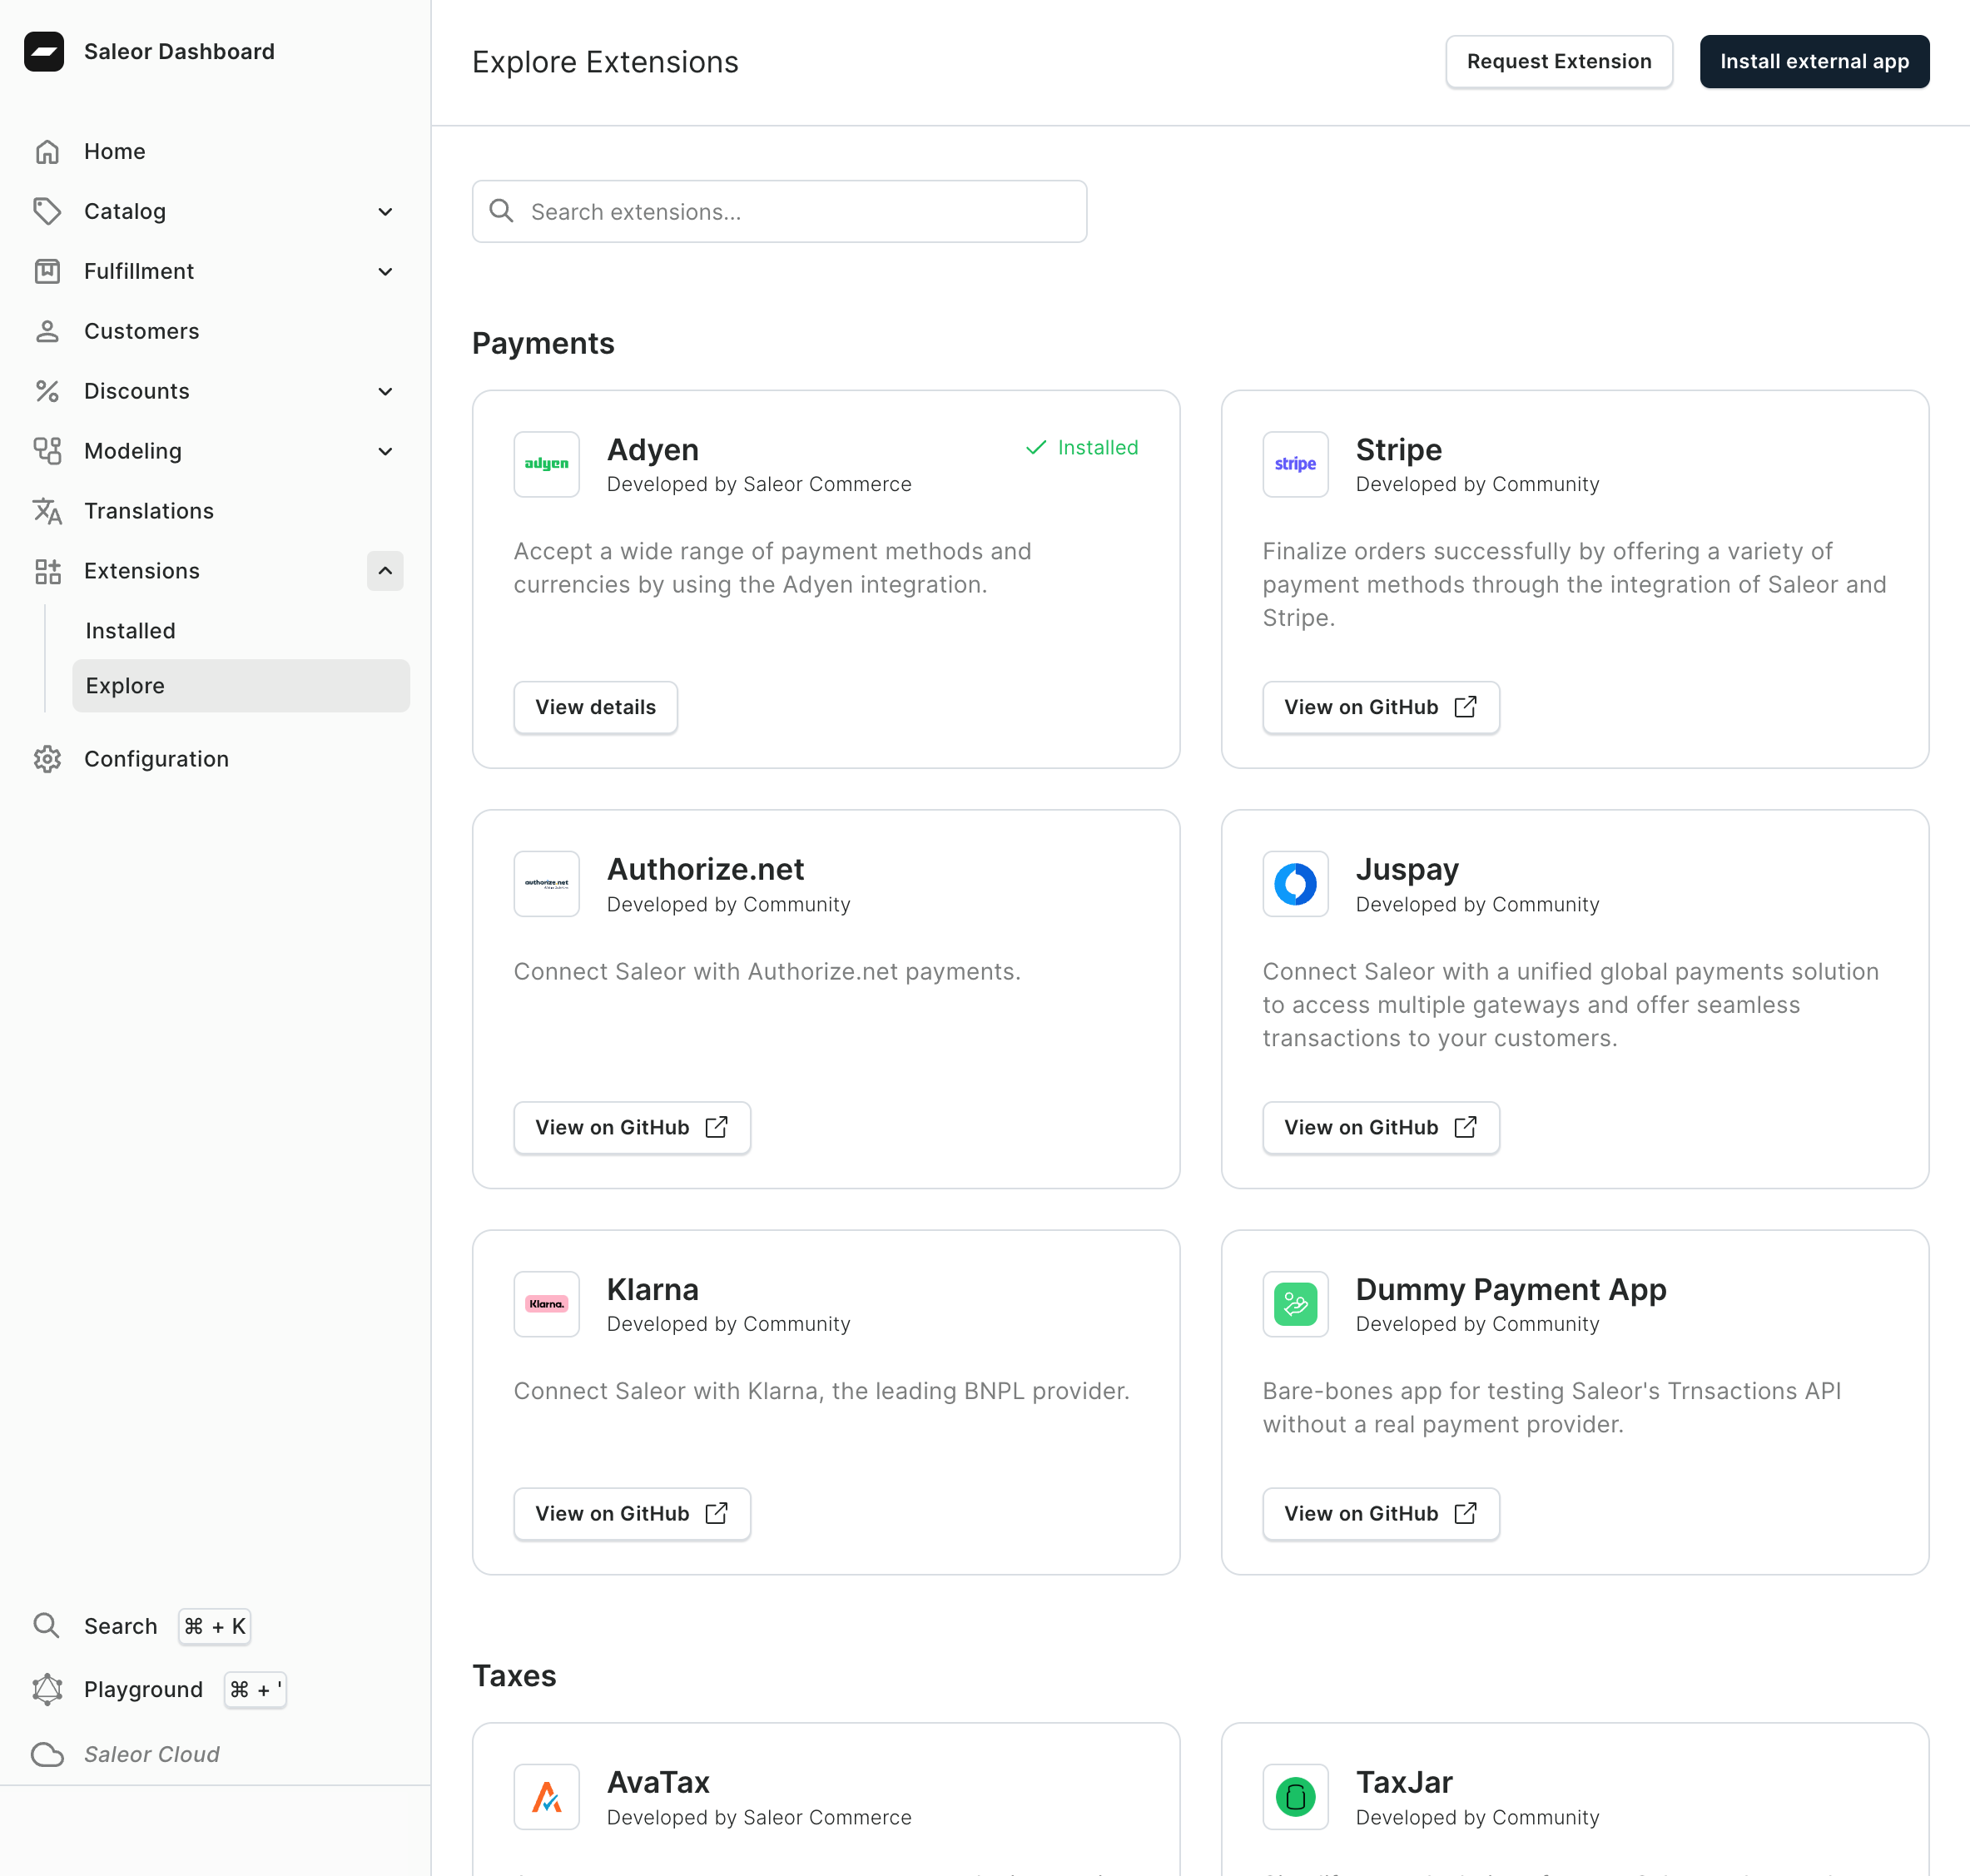 Saleor Dashboard
Home
Catalog
Fulfillment
Customers
Discounts
Modeling
Translations
Extensions
Installed
Explore
Configuration
Search ⌘ + K
Playground ⌘ + '
Saleor Cloud
Explore Extensions
Request Extension
Install external app
Search extensions...
Payments
adyen
Adyen
Installed
Developed by Saleor Commerce
Accept a wide range of payment methods and
currencies by using the Adyen integration.
View details
stripe
Stripe
Developed by Community
Finalize orders successfully by offering a variety of
payment methods through the integration of Saleor and
Stripe.
View on GitHub
authorize.net
Authorize.net
Developed by Community
Connect Saleor with Authorize.net payments.
View on GitHub
Juspay
Developed by Community
Connect Saleor with a unified global payments solution
to access multiple gateways and offer seamless
transactions to your customers.
View on GitHub
Klarna.
Klarna
Developed by Community
Connect Saleor with Klarna, the leading BNPL provider.
View on GitHub
Dummy Payment App
Developed by Community
Bare-bones app for testing Saleor's Trnsactions API
without a real payment provider.
View on GitHub
Taxes
AvaTax
Developed by Saleor Commerce
TaxJar
Developed by Community